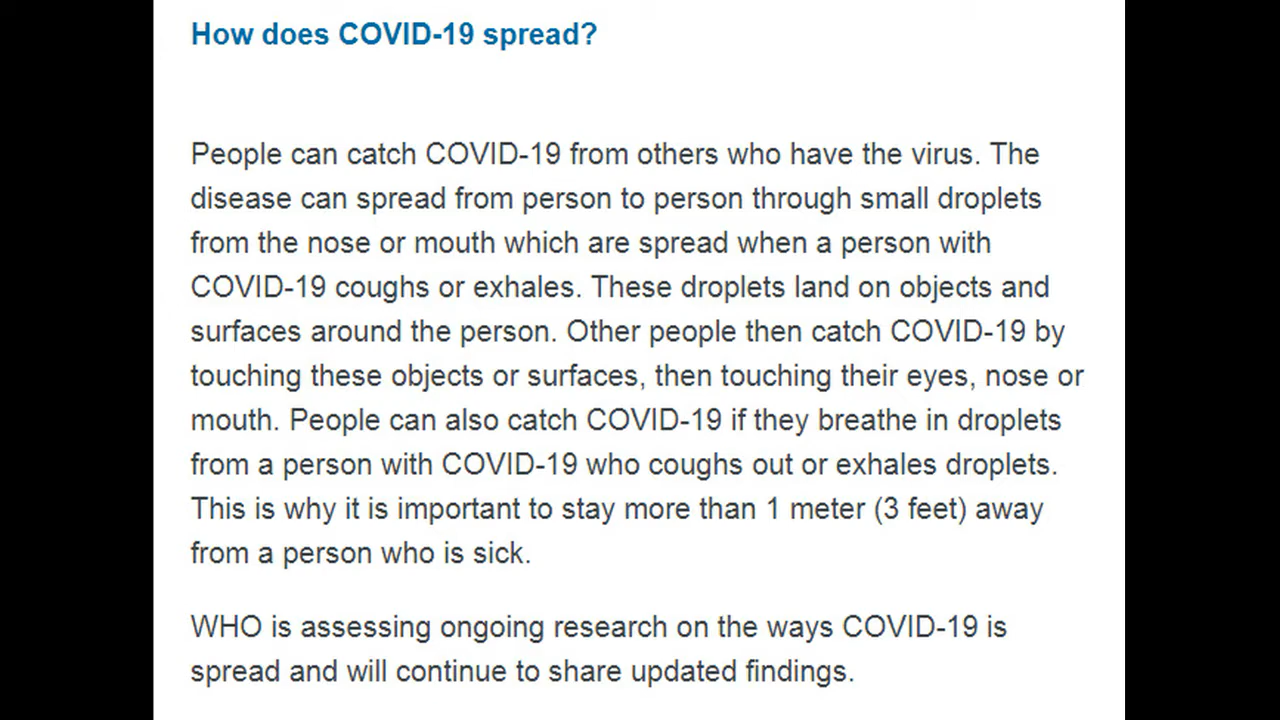 How does COVID-19 spread?
People can catch COVID-19 from others who have the virus. The
disease can spread from person to person through small droplets
from the nose or mouth which are spread when a person with
COVID-19 coughs or exhales. These droplets land on objects and
surfaces around the person. Other people then catch COVID-19 by
touching these objects or surfaces, then touching their eyes, nose or
mouth. People can also catch COVID-19 if they breathe in droplets
from a person with COVID-19 who coughs out or exhales droplets.
This is why it is important to stay more than 1 meter (3 feet) away
from a person who is sick.
WHO is assessing ongoing research on the ways COVID-19 is
spread and will continue to share updated findings.